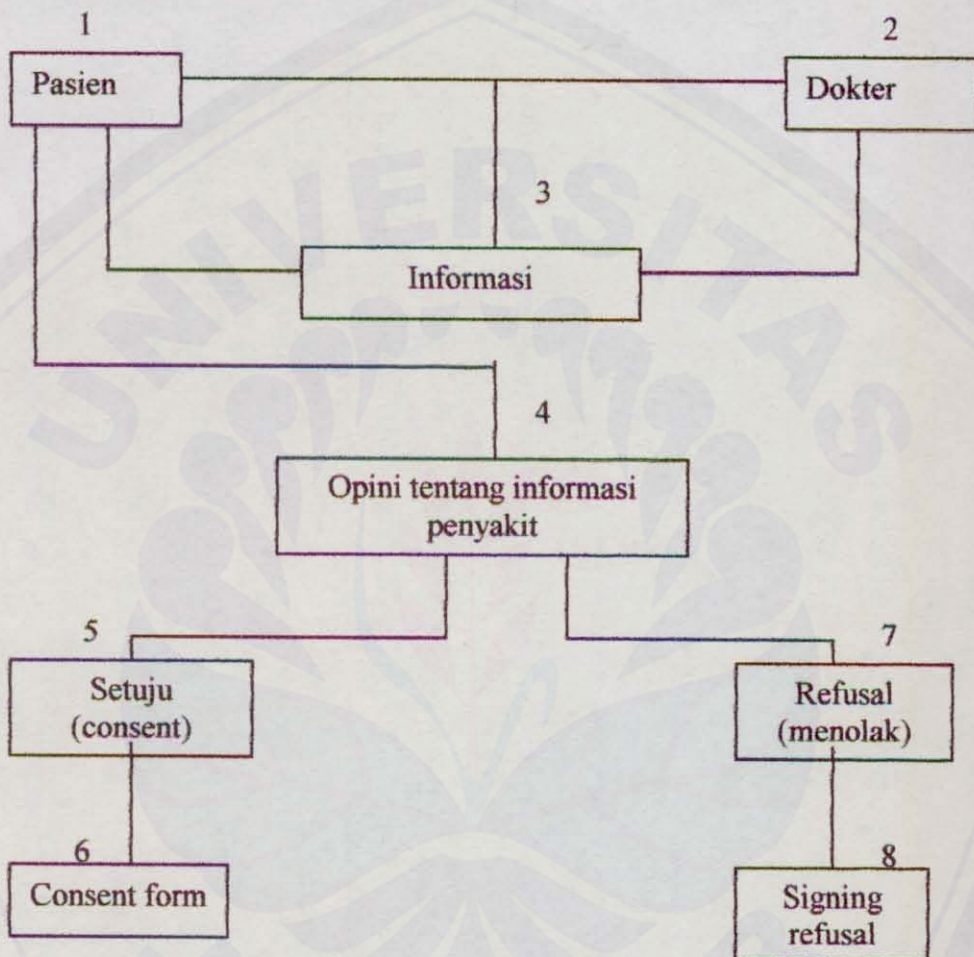 1
2
Pasien
Dokter
3
Informasi
4
Opini tentang informasi
penyakit
5
7
Setuju
(consent)
Refusal
(menolak)
6
8
Consent form
Signing
refusal
UNIVERSITAS